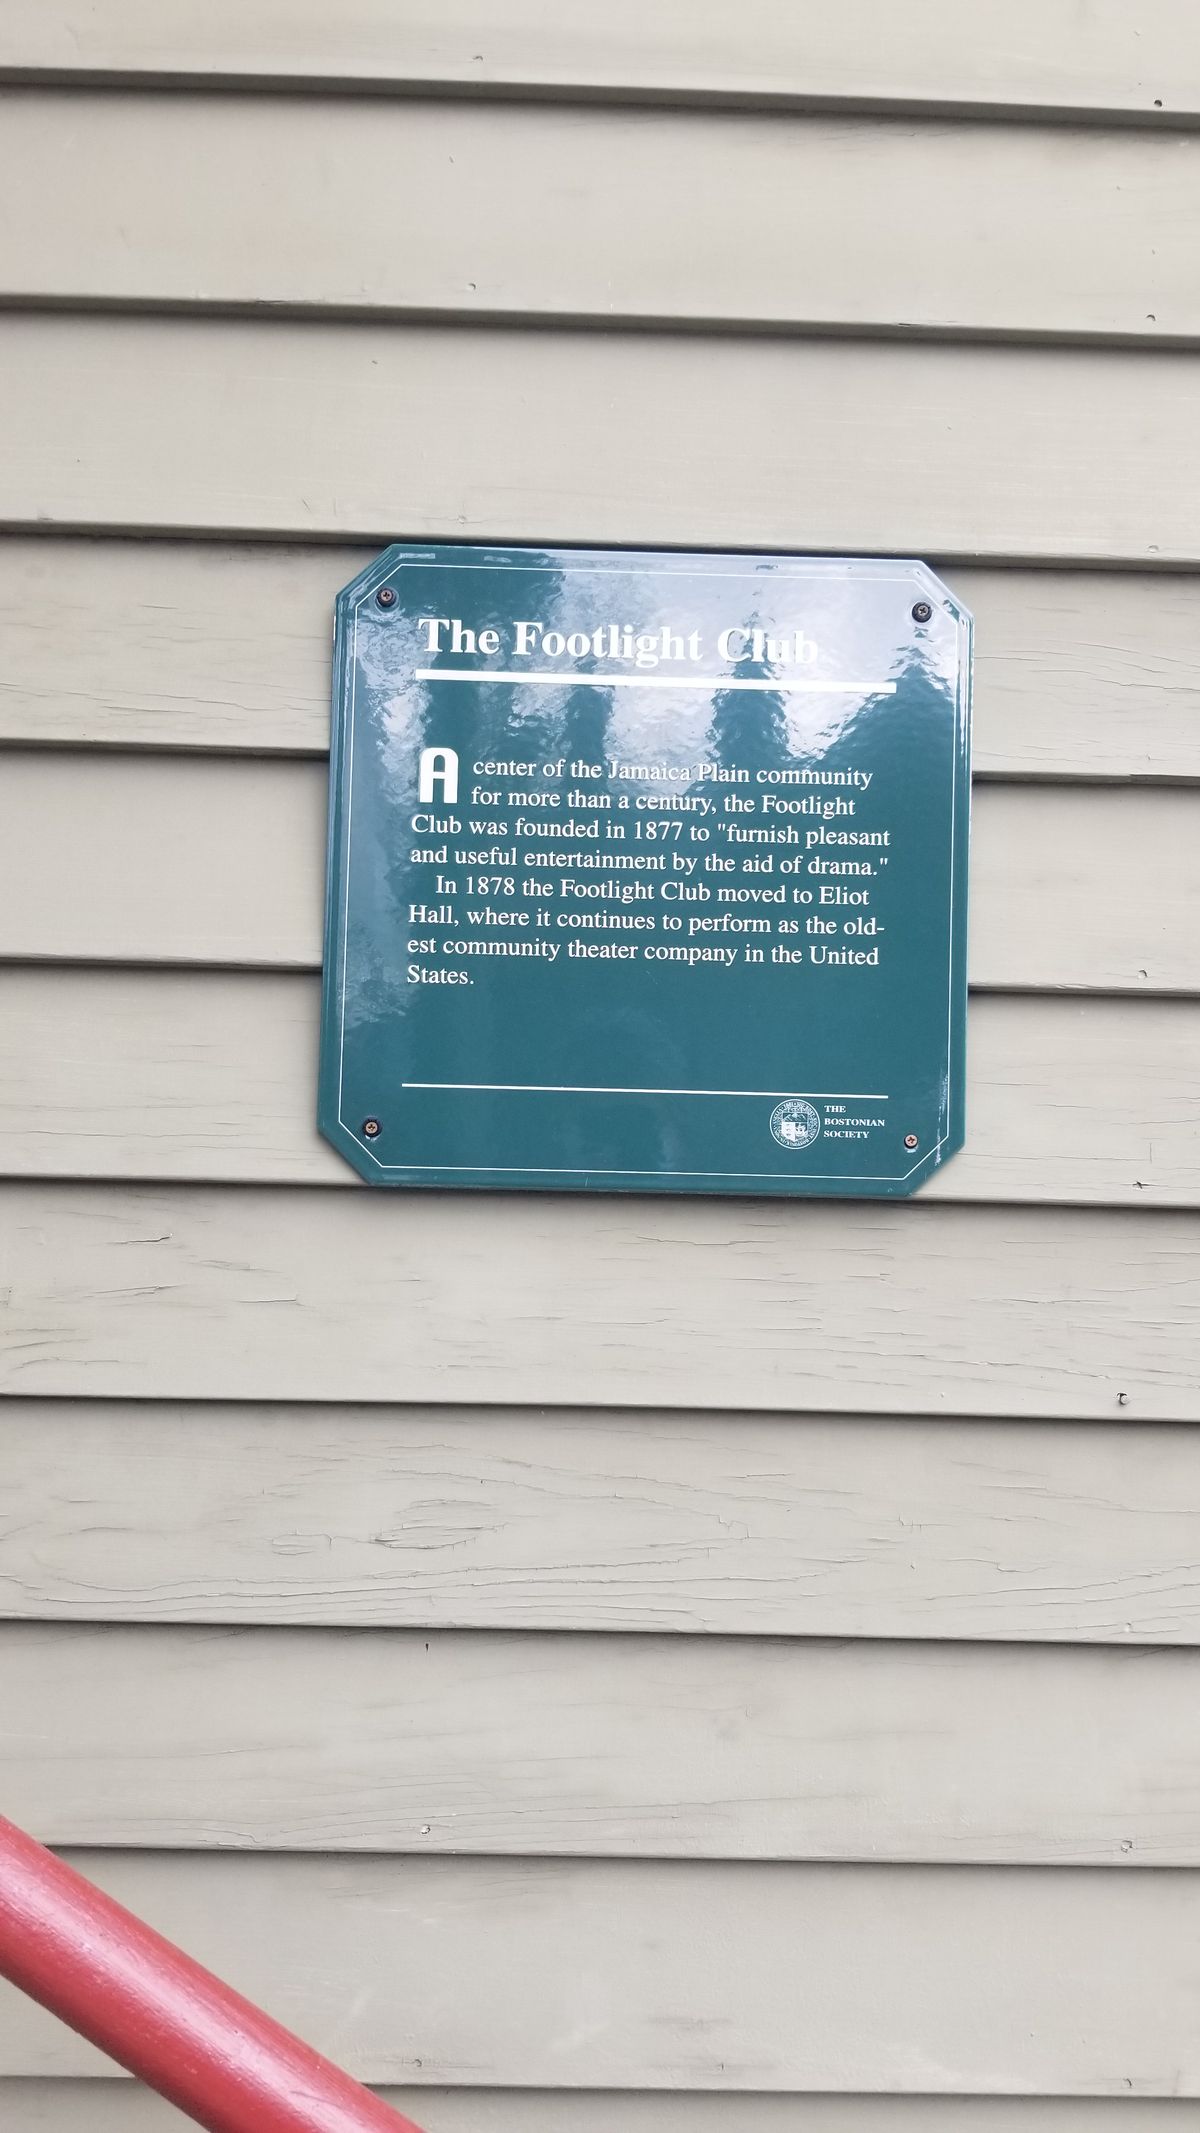 The Footlight Club
A center of the Jamaica Plain community
for more than a century, the Footlight
Club was founded in 1877 to "furnish pleasant
and useful entertainment by the aid of drama."
In 1878 the Footlight Club moved to Eliot
Hall, where it continues to perform as the old-
est community theater company in the United
States.
THE
BOSTONIAN
SOCIETY